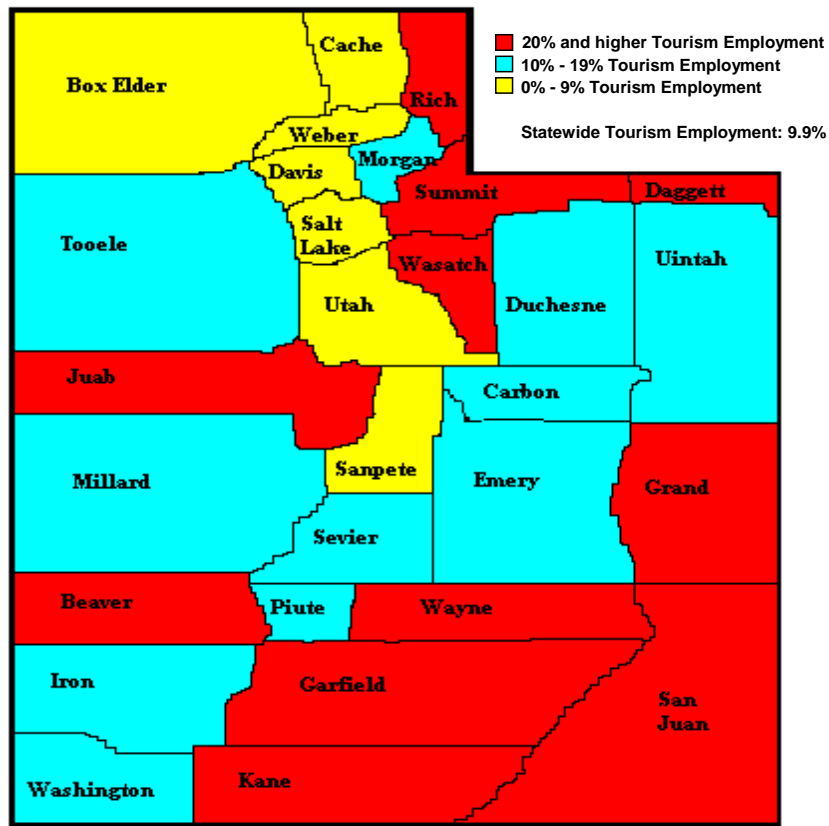 20% and higher Tourism Employment
10% - 19% Tourism Employment
0% - 9% Tourism Employment
Statewide Tourism Employment: 9.9%
Cache
Box Elder
Rich
Weber
Morgan
Davis
Summit
Daggett
Salt
Lake
Tooele
Wasatch
Uintah
Utah
Duchesne
Juab
Carbon
Sanpete
Millard
Emery
Grand
Sevier
Beaver
Piute
Wayne
Iron
Garfield
San
Juan
Kane
Washington